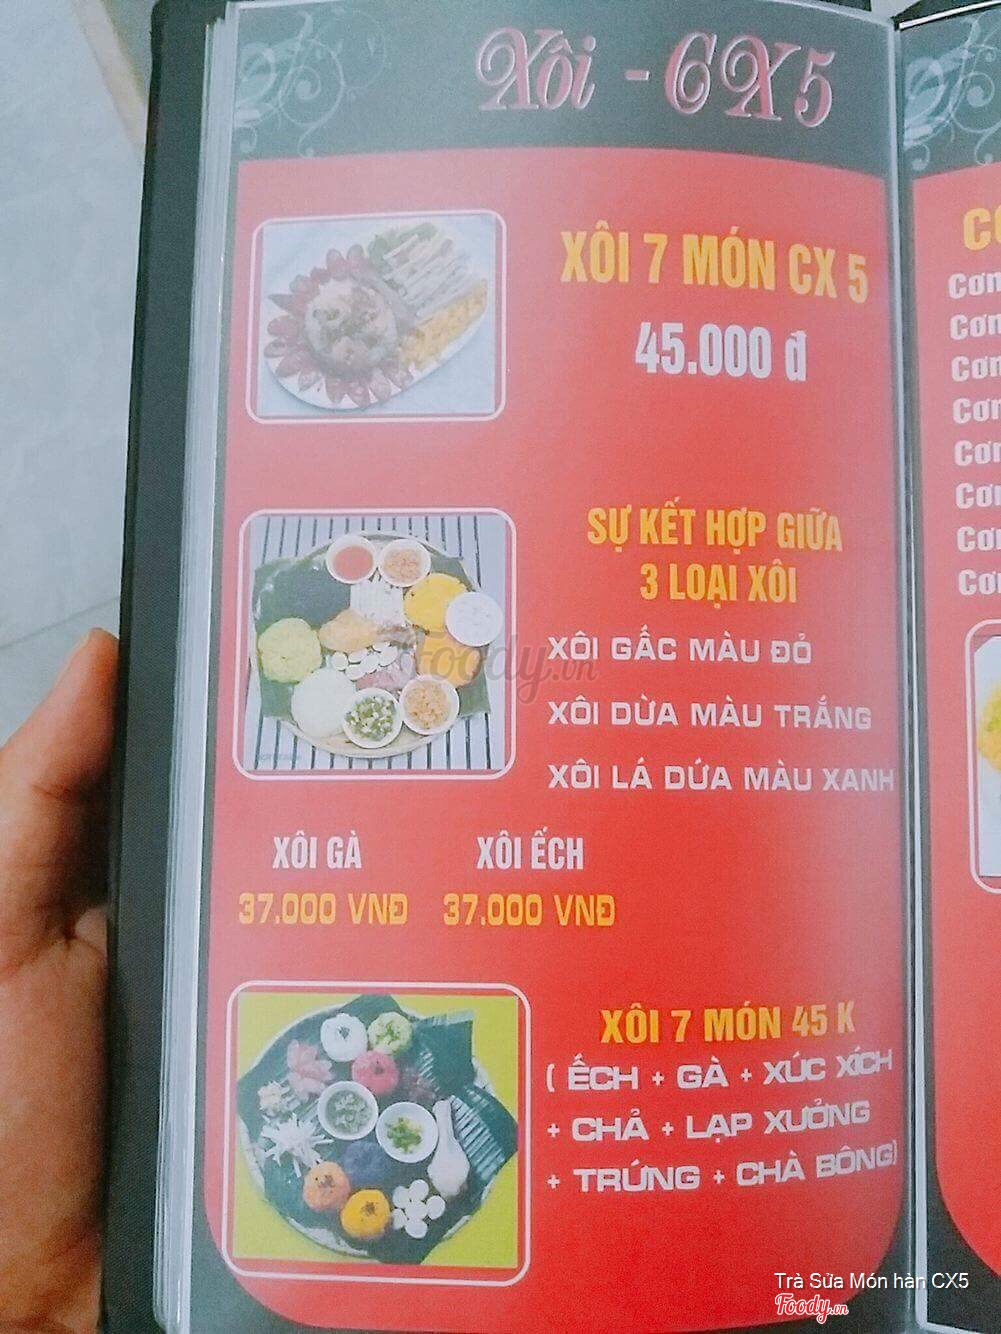 Xôi - CX5
XÔI 7 MÓN CX 5
45.000 đ
SỰ KẾT HỢP GIỮA
3 LOẠI XÔI
XÔI GẤC MÀU ĐỎ
XÔI DỪA MÀU TRẮNG
XÔI LÁ DỨA MÀU XANH
XÔI GÀ
XÔI ẾCH
37.000 VNĐ
37.000 VNĐ
XÔI 7 MÓN 45 K
( ẾCH + GÀ + XÚC XÍCH
+ CHẢ + LẠP XƯỞNG
+ TRỨNG + CHÀ BÔNG)
Foody.vn
Trà Sữa Món hàn CX5
Foody.vn